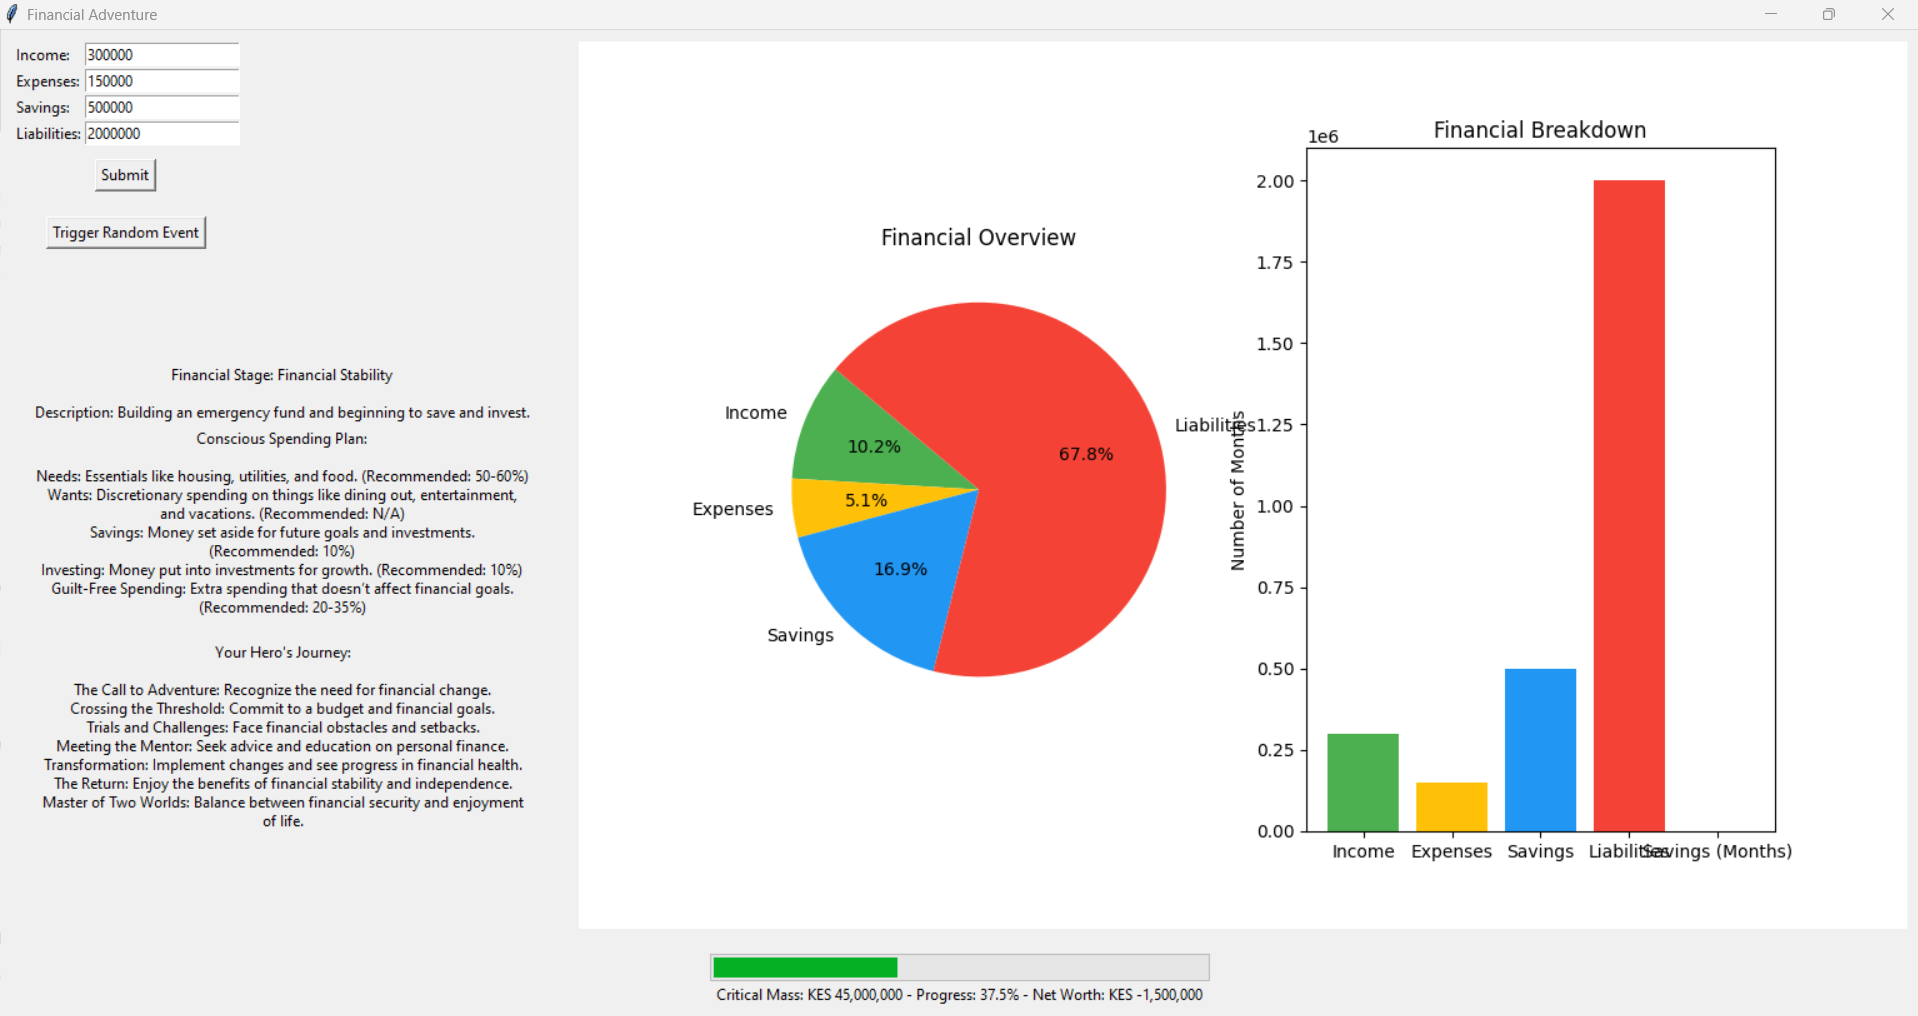 Financial Adventure
Income: 300000
Expenses: 150000
Savings: 500000
Liabilities: 2000000
Submit
Trigger Random Event
Financial Stage: Financial Stability
Description: Building an emergency fund and beginning to save and invest.
Conscious Spending Plan:
Needs: Essentials like housing, utilities, and food. (Recommended: 50-60%)
Wants: Discretionary spending on things like dining out, entertainment,
and vacations. (Recommended: N/A)
Savings: Money set aside for future goals and investments.
(Recommended: 10%)
Investing: Money put into investments for growth. (Recommended: 10%)
Guilt-Free Spending: Extra spending that doesn't affect financial goals.
(Recommended: 20-35%)
Your Hero's Journey:
The Call to Adventure: Recognize the need for financial change.
Crossing the Threshold: Commit to a budget and financial goals.
Trials and Challenges: Face financial obstacles and setbacks.
Meeting the Mentor: Seek advice and education on personal finance.
Transformation: Implement changes and see progress in financial health.
The Return: Enjoy the benefits of financial stability and independence.
Master of Two Worlds: Balance between financial security and enjoyment
of life.
Financial Overview
Income
10.2%
Expenses
5.1%
Savings
16.9%
Liabilities
67.8%
Financial Breakdown
1e6
Number of Months
2.00
1.75
1.50
1.25
1.00
0.75
0.50
0.25
0.00
Income
Expenses
Savings
Liabilities
Savings (Months)
Critical Mass: KES 45,000,000 - Progress: 37.5% - Net Worth: KES -1,500,000